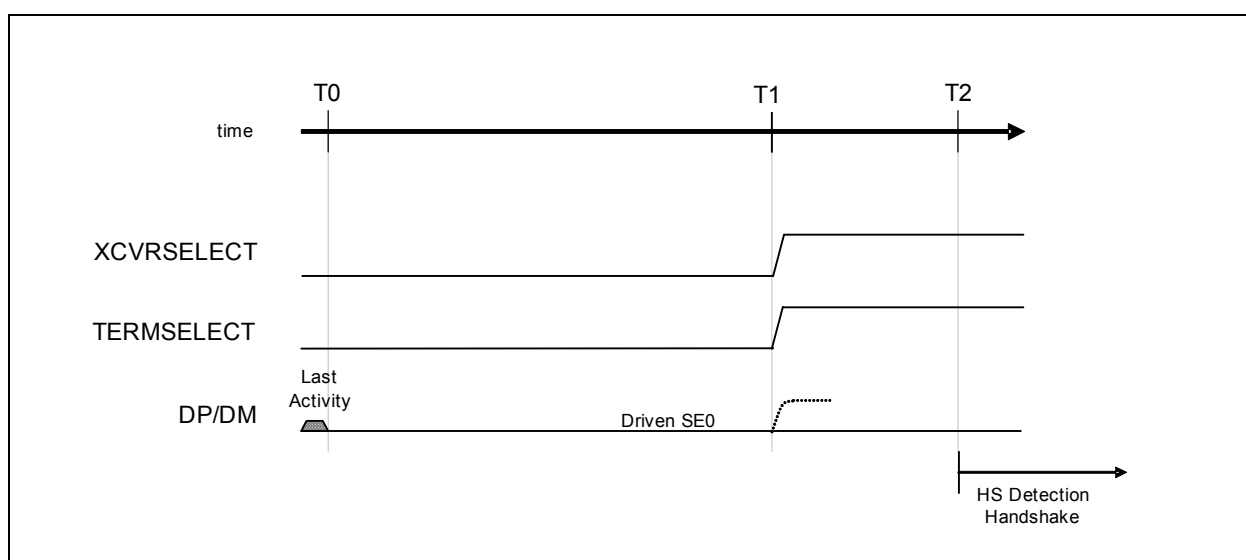 T0
T1
T2
time
XCVRSELECT
TERMSELECT
Last
Activity
DP/DM
Driven SE0
HS Detection
Handshake